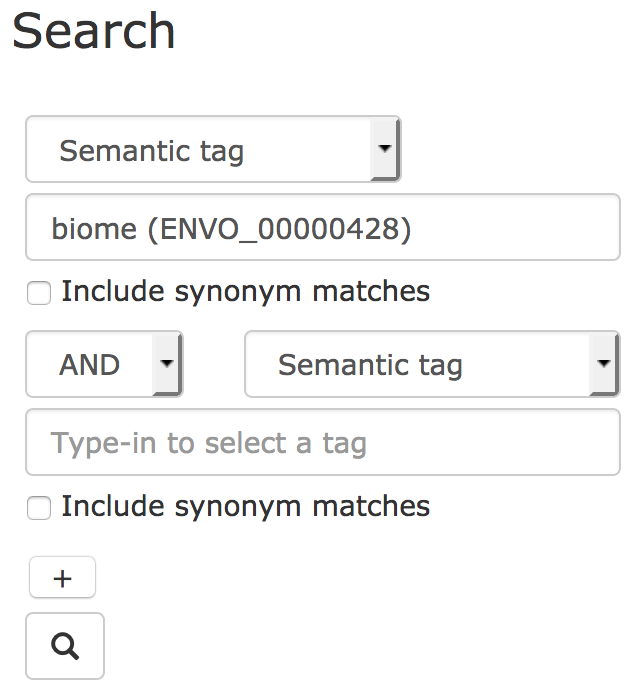 Search
Semantic tag
biome (ENVO_00000428)
Include synonym matches
AND Semantic tag
Type-in to select a tag
Include synonym matches
+